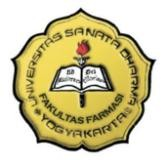 UNIVERSITAS SANATA DHARMA
FAKULTAS FARMASI
YOGYAKARTA